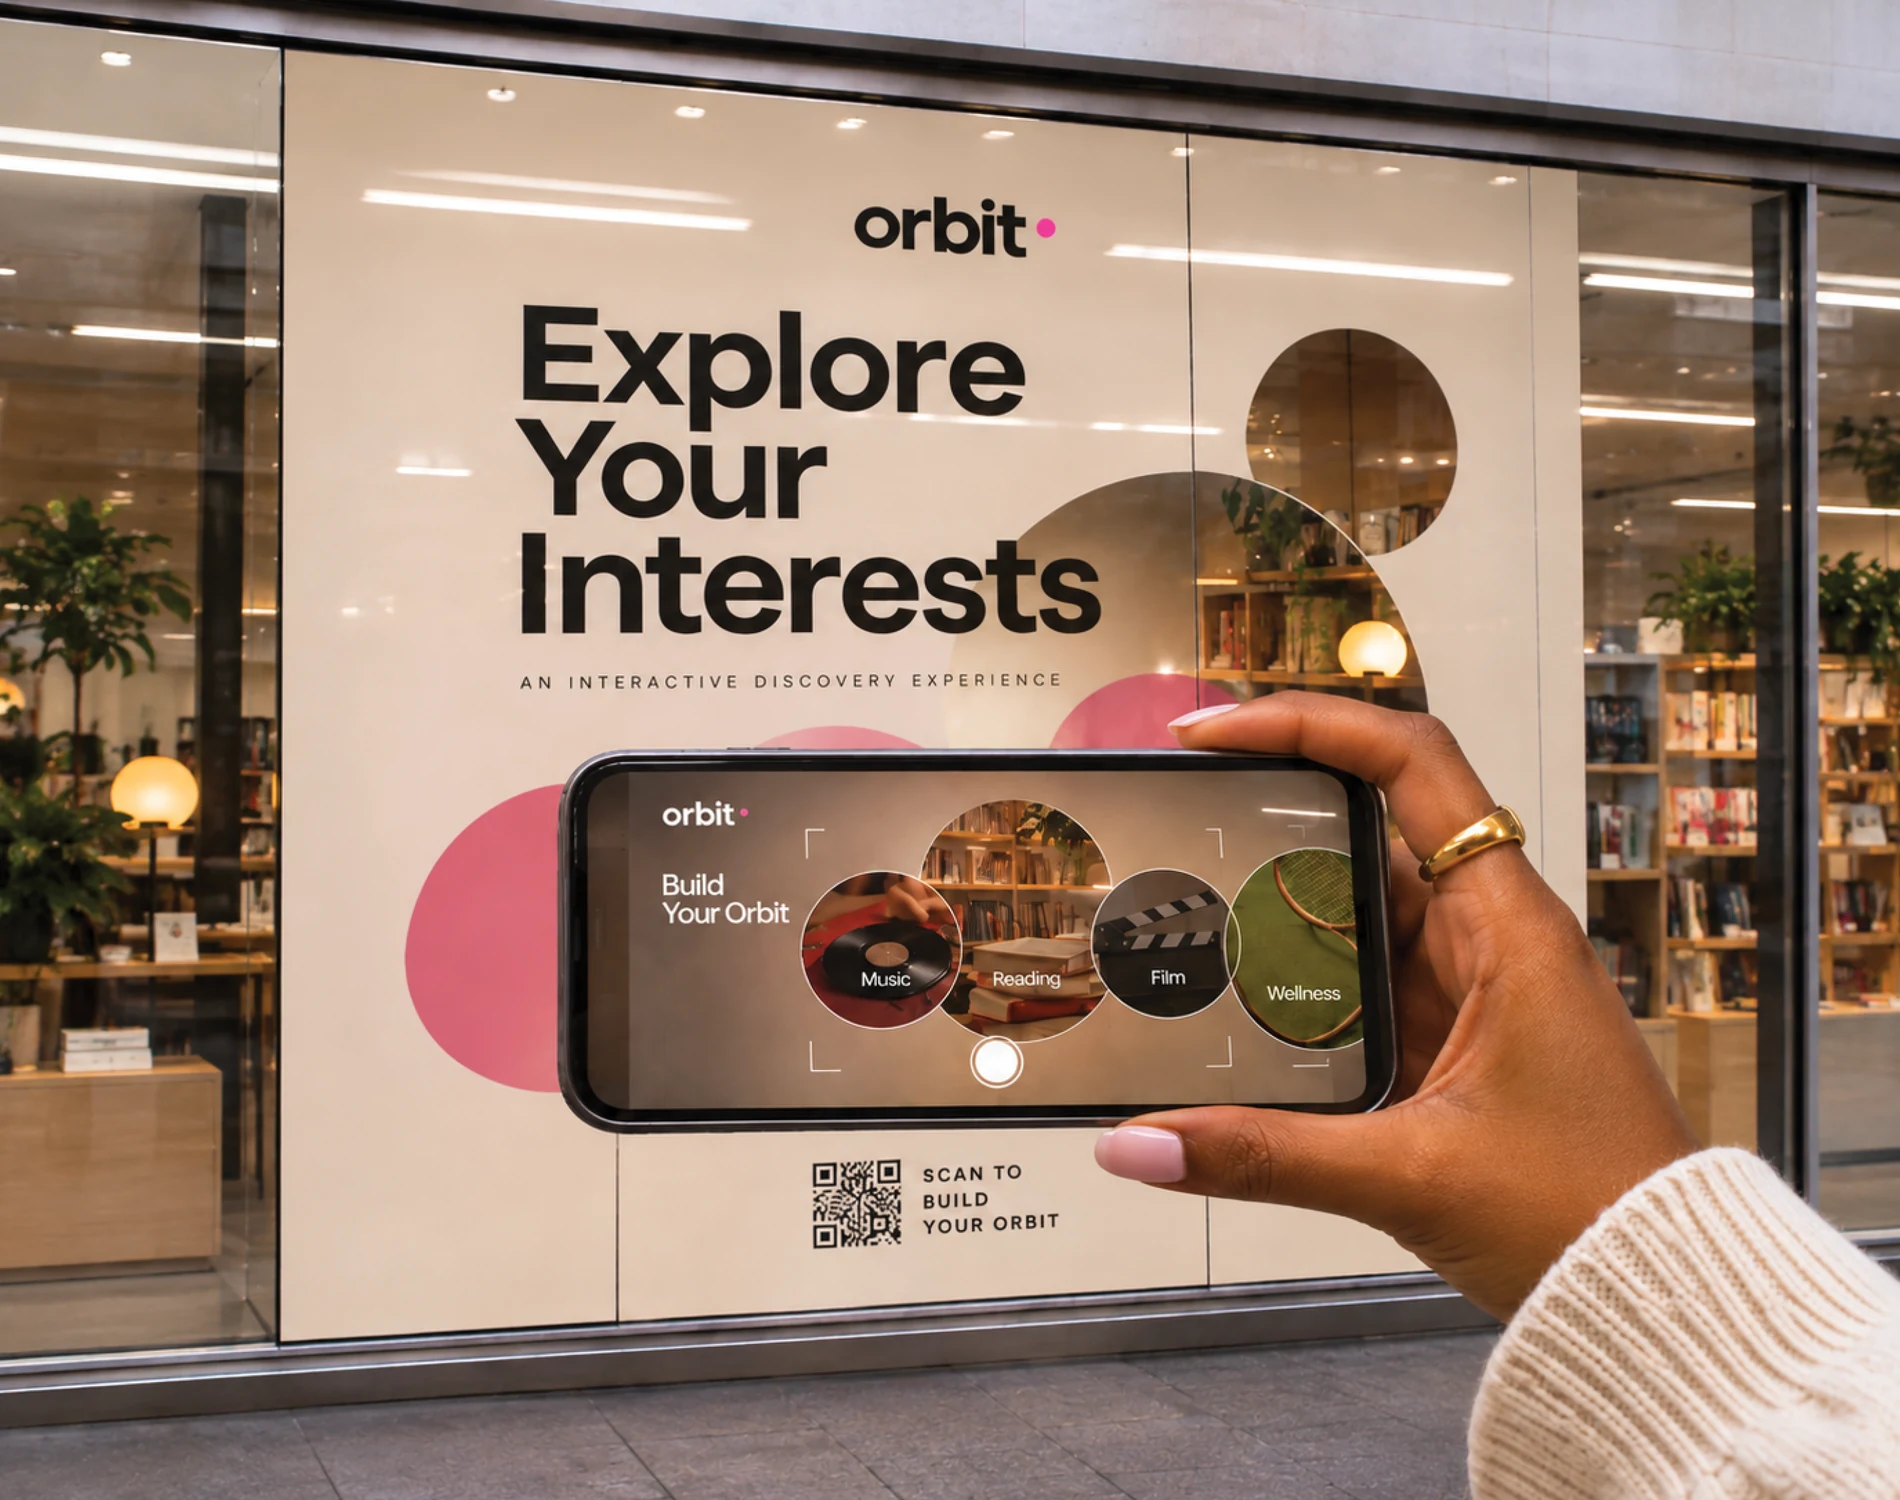 orbit
Explore
Your
Interests
AN INTERACTIVE DISCOVERY EXPERIENCE
orbit
Build
Your Orbit
Music
Reading
Film
Wellness
SCAN TO
BUILD
YOUR ORBIT